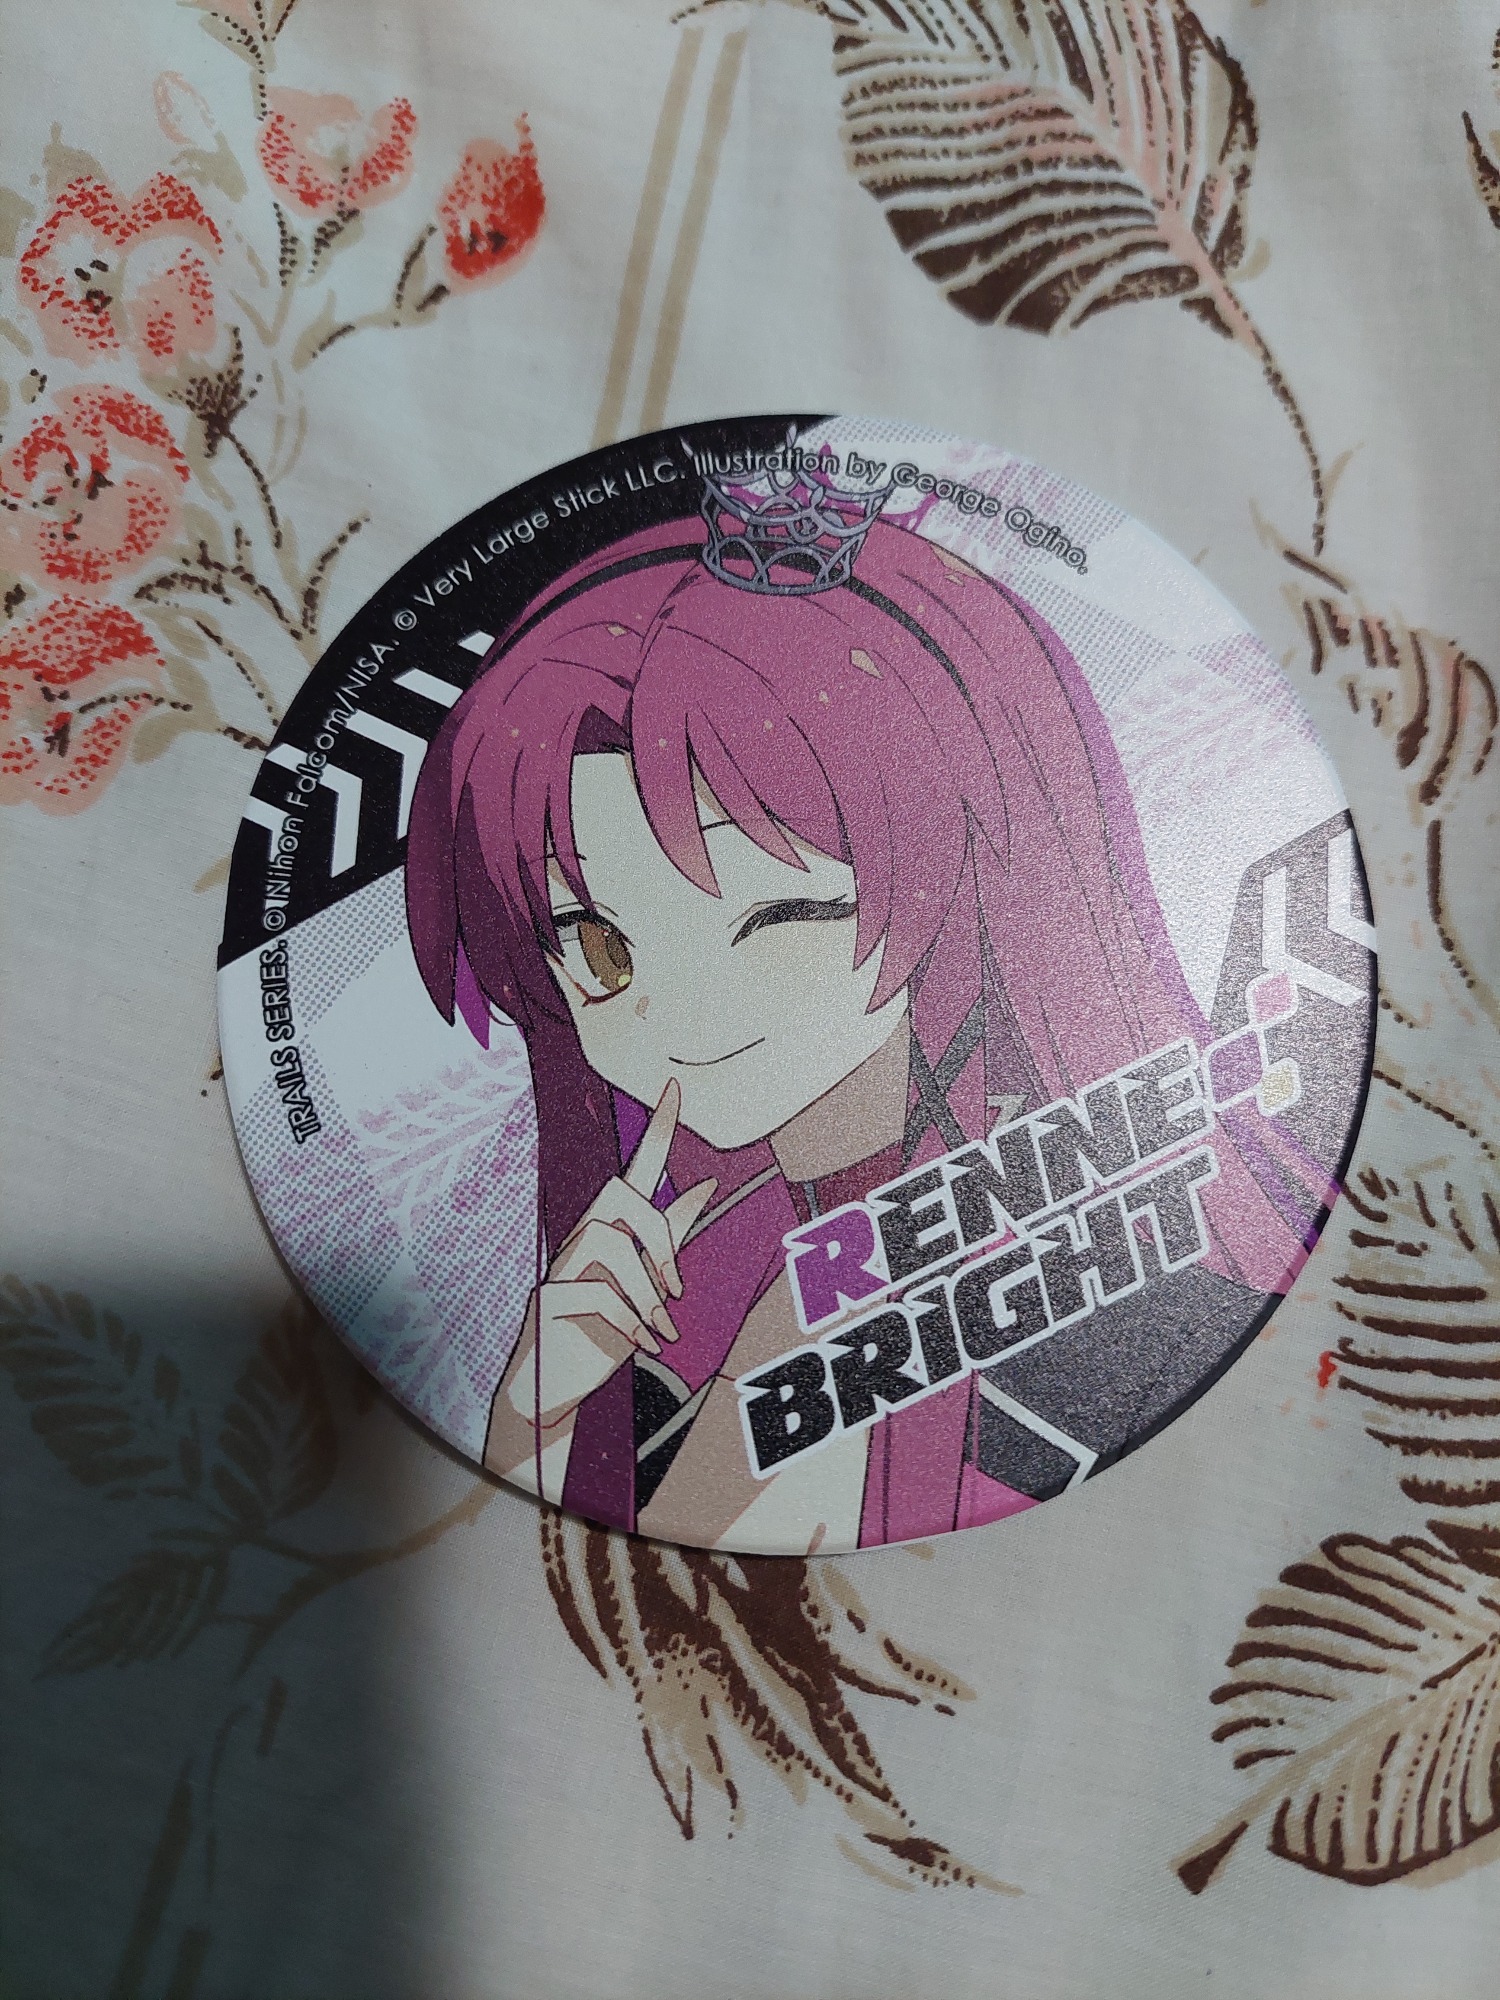 TRAILS SERIES. © Nihon Falcom/NISA. © Very Large Stick LLC. Illustration by George Ogino.
RENNE
BRIGHT